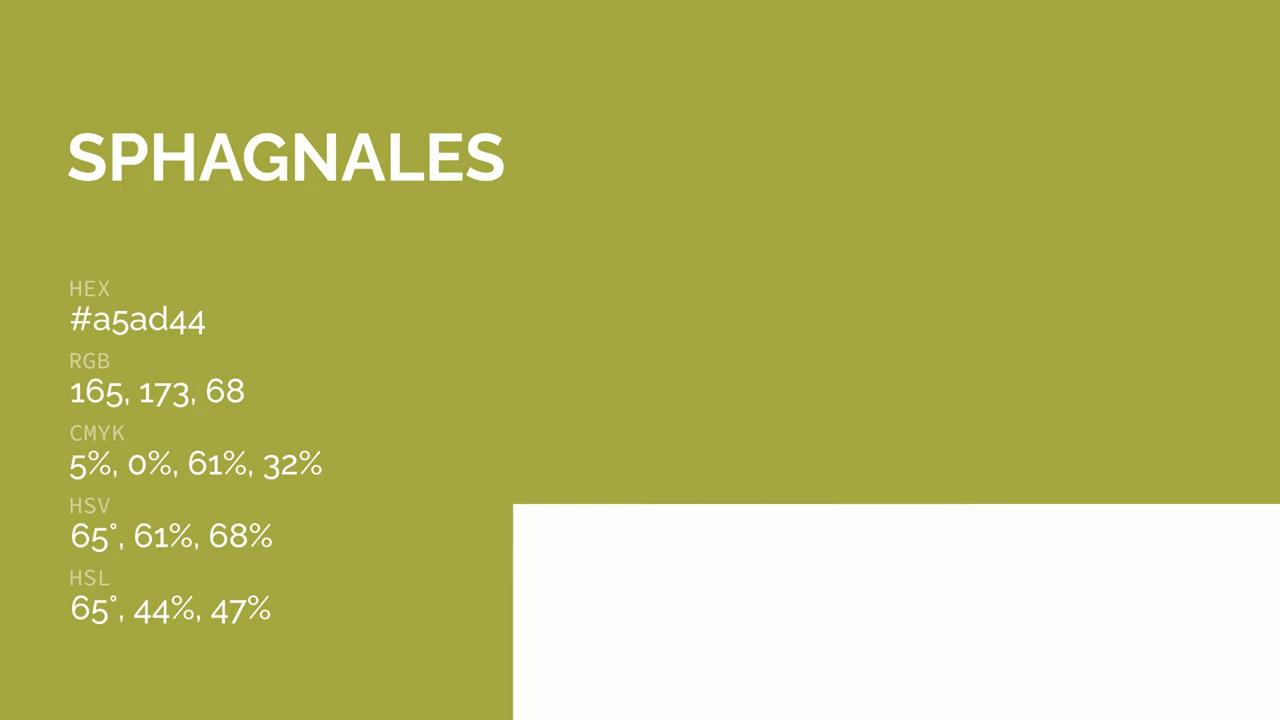 SPHAGNALES
HEX
#a5ad44
RGB
165, 173, 68
CMYK
5%, 0%, 61%, 32%
HSV
65°, 61%, 68%
HSL
65°, 44%, 47%